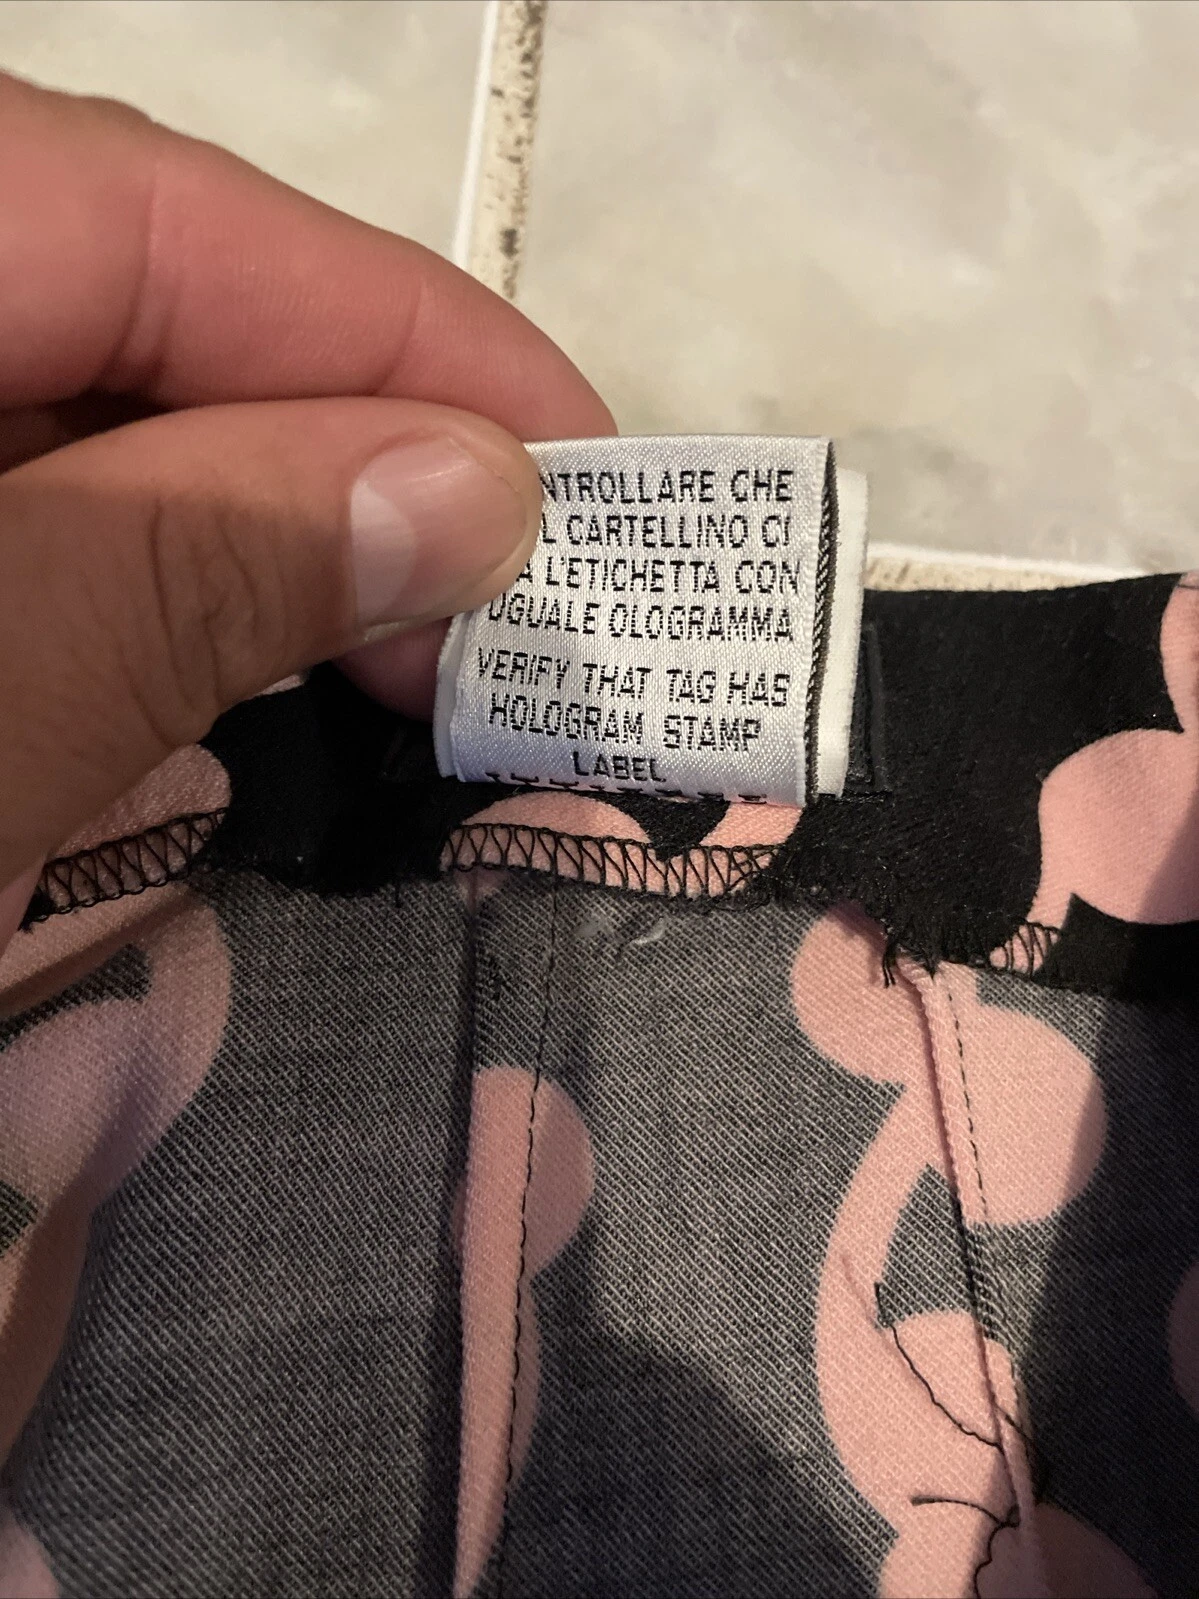 NTROLLARE CHE
L CARTELLINO CI
A L'ETICHETTA CON
UGUALE OLOGRAMMA
VERIFY THAT TAG HAS
HOLOGRAM STAMP
LABEL